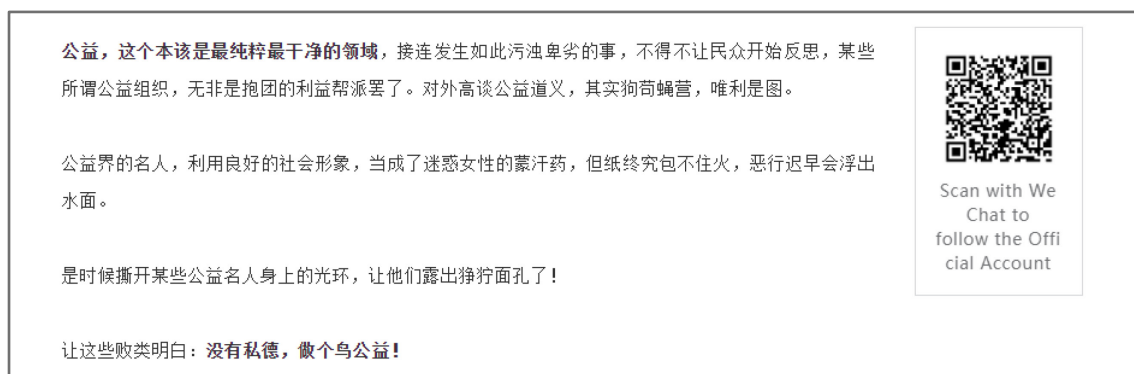 公益，这个本该是最纯粹最干净的领域，接连发生如此污浊卑劣的事，不得不让民众开始反思，某些
所谓公益组织，无非是抱团的利益帮派罢了。对外高谈公益道义，其实狗苟蝇营，唯利是图。
公益界的名人，利用良好的社会形象，当成了迷惑女性的蒙汗药，但纸终究包不住火，恶行迟早会浮出
水面。
是时候撕开某些公益名人身上的光环，让他们露出狰狞面孔了！
让这些败类明白：没有私德，做个鸟公益！
Scan with We
Chat to
follow the Offi
cial Account